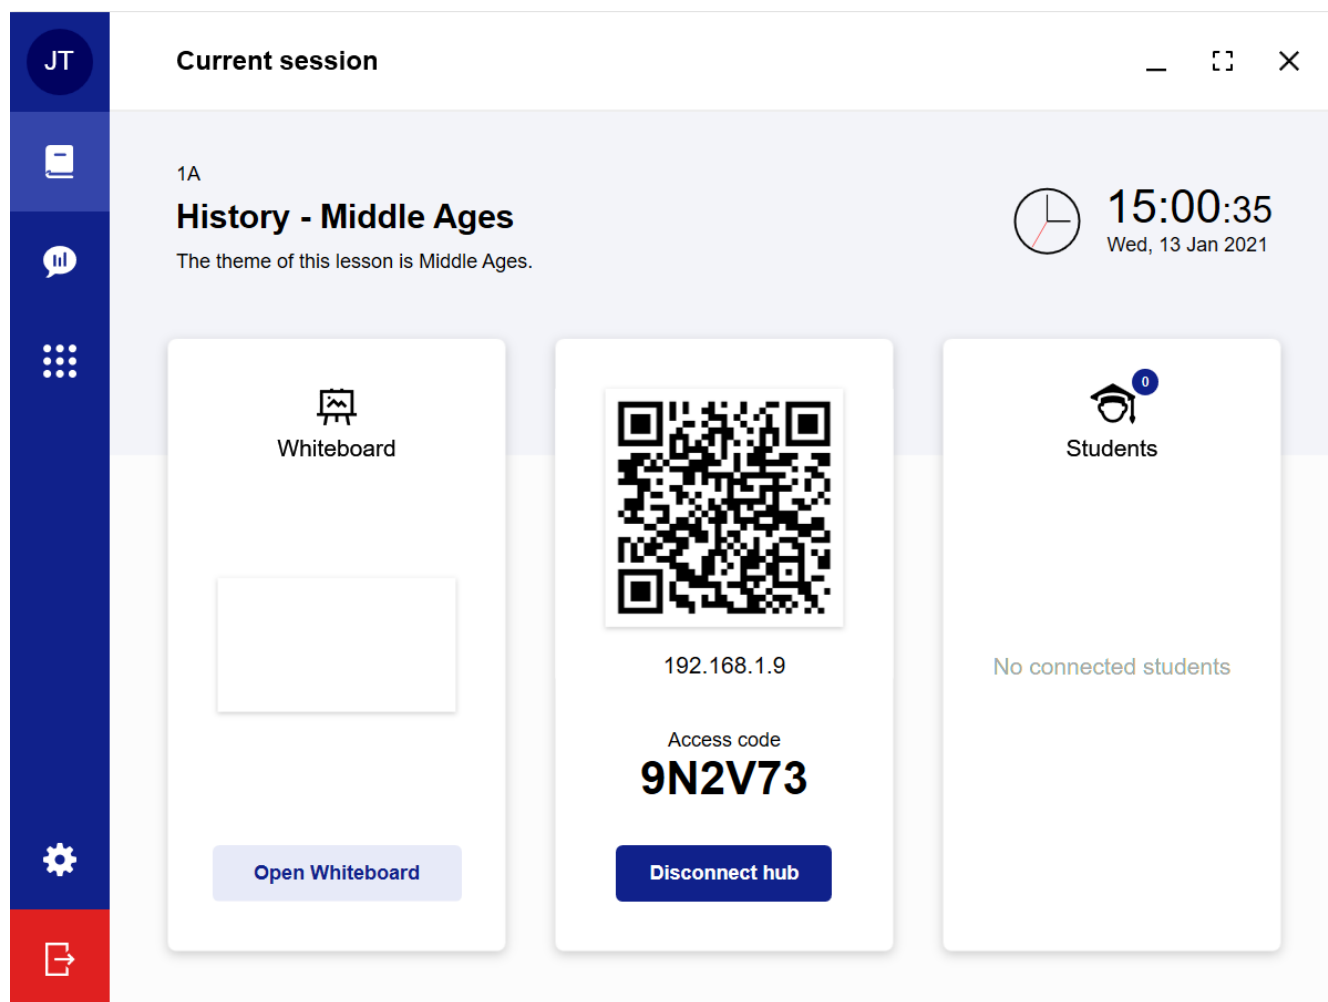 JT
Current session
1A
History - Middle Ages
The theme of this lesson is Middle Ages.
15:00:35
Wed, 13 Jan 2021
Whiteboard
Open Whiteboard
192.168.1.9
Access code
9N2V73
Disconnect hub
0
Students
No connected students